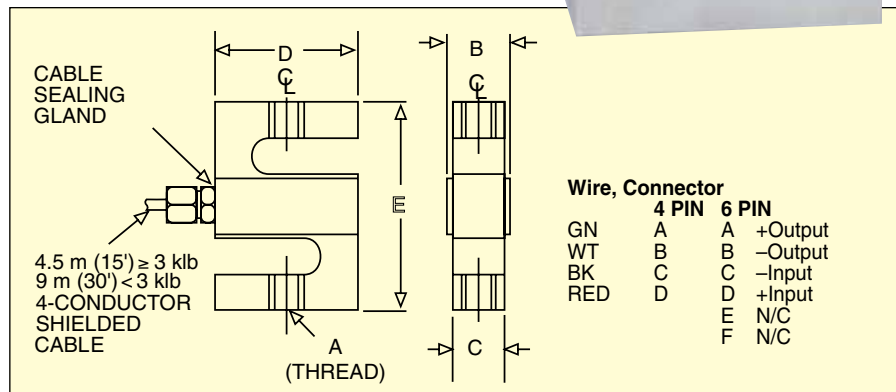 CABLE
SEALING
GLAND
D
C L
B
C L
E
4.5 m (15') ≥ 3 klb
9 m (30') < 3 klb
4-CONDUCTOR
SHIELDED
CABLE
A
(THREAD)
C
Wire, Connector
4 PIN 6 PIN
GN A A +Output
WT B B –Output
BK C C –Input
RED D D +Input
E N/C
F N/C